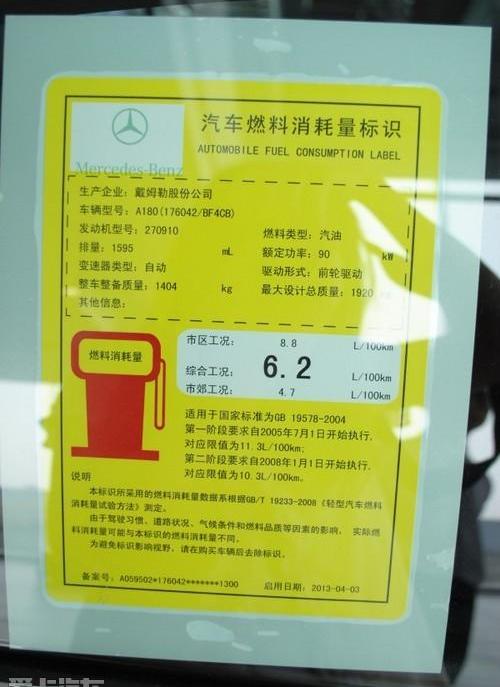 汽车燃料消耗量标识
AUTOMOBILE FUEL CONSUMPTION LABEL
Mercedes-Benz
生产企业：戴姆勒股份公司
车辆型号：A180(176042/BF4CB)
发动机型号：270910
燃料类型：汽油
排量：1595 mL
额定功率：90 kW
变速器类型：自动
驱动形式：前轮驱动
整车整备质量：1404 kg
最大设计总质量：1920 kg
其他信息：
燃料消耗量
市区工况： 8.8 L/100km
综合工况： 6.2 L/100km
市郊工况： 4.7 L/100km
适用于国家标准为GB 19578-2004
第一阶段要求自2005年7月1日开始执行，
对应限值为11.3L/100km；
第二阶段要求自2008年1月1日开始执行，
对应限值为10.3L/100km。
说明
本标识所采用的燃料消耗量数据系根据GB/T 19233-2008《轻型汽车燃
料消耗量试验方法》测定。
由于驾驶习惯、道路状况、气候条件和燃料品质等因素的影响，实际燃
料消耗量可能与本标识的燃料消耗量不同。
为避免标识影响视野，请在购买车辆后去除标识。
备案号：A059502*176042*******1300
启用日期：2013-04-03
爱卡汽车